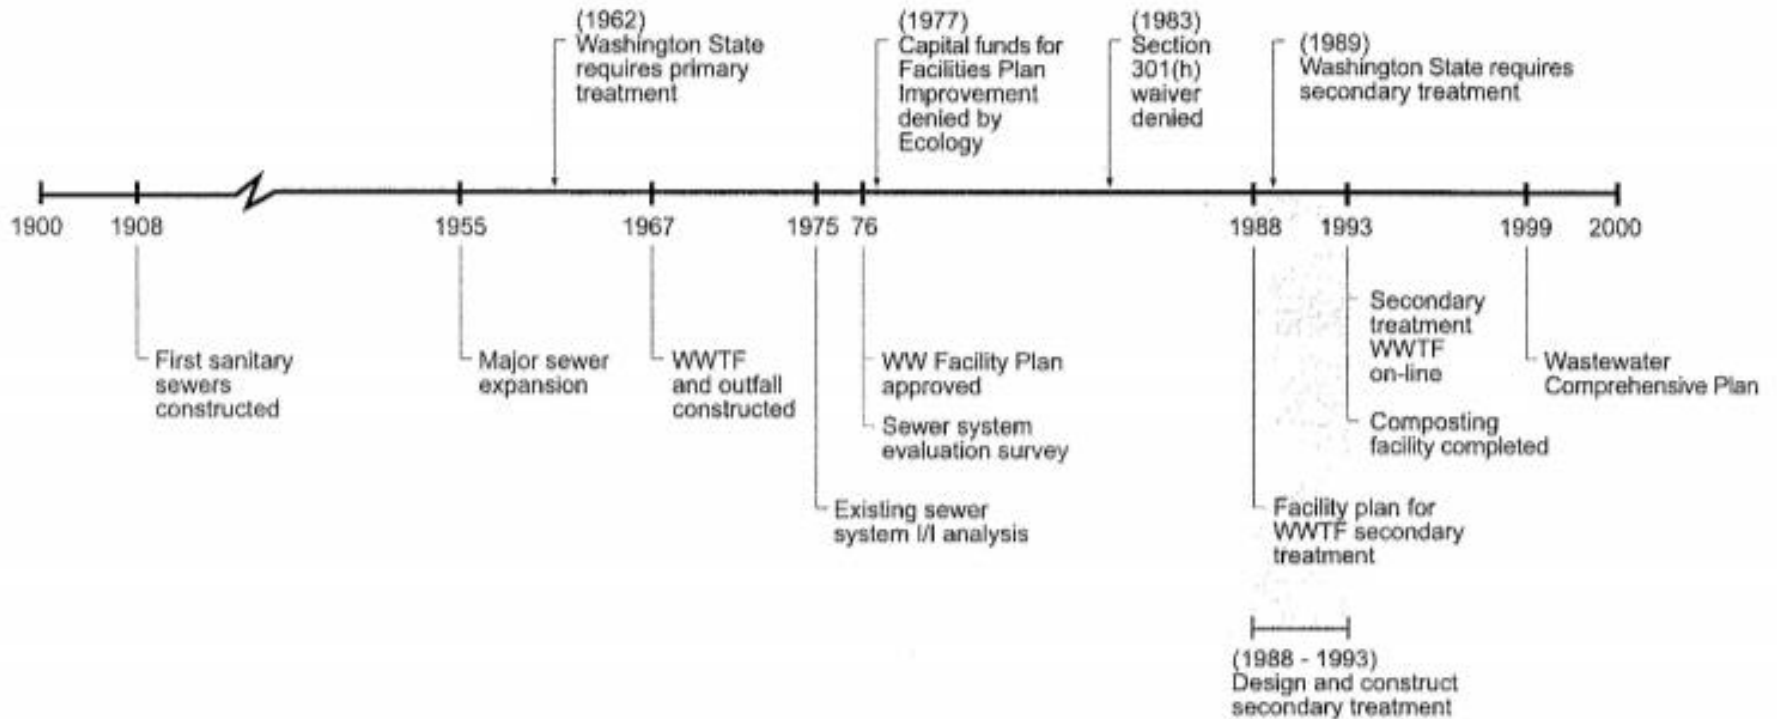 (1962)
Washington State
requires primary
treatment
(1977)
Capital funds for
Facilities Plan
Improvement
denied by
Ecology
(1983)
Section
301(h)
waiver
denied
(1989)
Washington State requires
secondary treatment
1900
1908
1955
1967
1975
76
1988
1993
1999
2000
First sanitary
sewers
constructed
Major sewer
expansion
WWTF
and outfall
constructed
Existing sewer
system I/I analysis
WW Facility Plan
approved
Sewer system
evaluation survey
Facility plan for
WWTF secondary
treatment
Secondary
treatment
WWTF
on-line
Composting
facility completed
Wastewater
Comprehensive Plan
(1988 - 1993)
Design and construct
secondary treatment